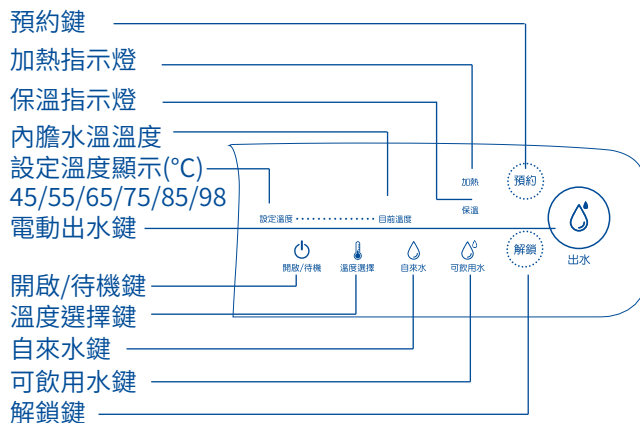 預約鍵
加熱指示燈
保溫指示燈
內膽水溫溫度
設定溫度顯示(℃)
45/55/65/75/85/98
電動出水鍵
開啟/待機鍵
溫度選擇鍵
自來水鍵
可飲用水鍵
解鎖鍵
加熱
預約
保溫
設定溫度
目前溫度
解鎖
出水
開啟/待機
溫度選擇
自來水
可飲用水